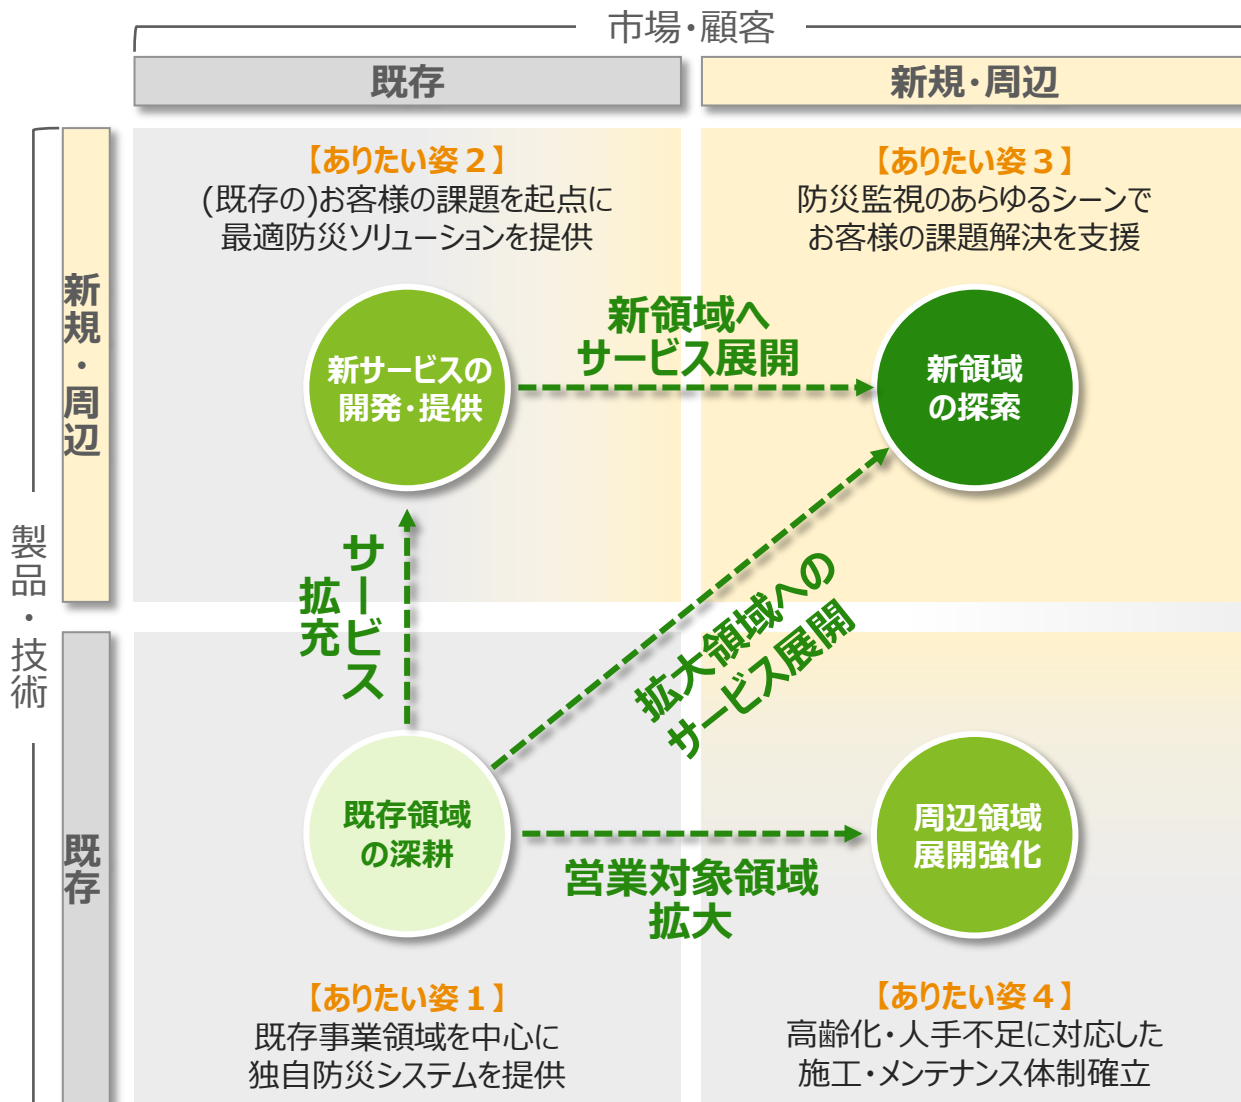 市場・顧客
既存
新規・周辺
製品・技術
新規・周辺
【ありたい姿２】
(既存の)お客様の課題を起点に
最適防災ソリューションを提供
【ありたい姿３】
防災監視のあらゆるシーンで
お客様の課題解決を支援
新サービスの
開発・提供
新領域へ
サービス展開
新領域
の探索
サービス
拡充
拡大領域への
サービス展開
既存
既存領域
の深耕
営業対象領域
拡大
周辺領域
展開強化
【ありたい姿１】
既存事業領域を中心に
独自防災システムを提供
【ありたい姿４】
高齢化・人手不足に対応した
施工・メンテナンス体制確立